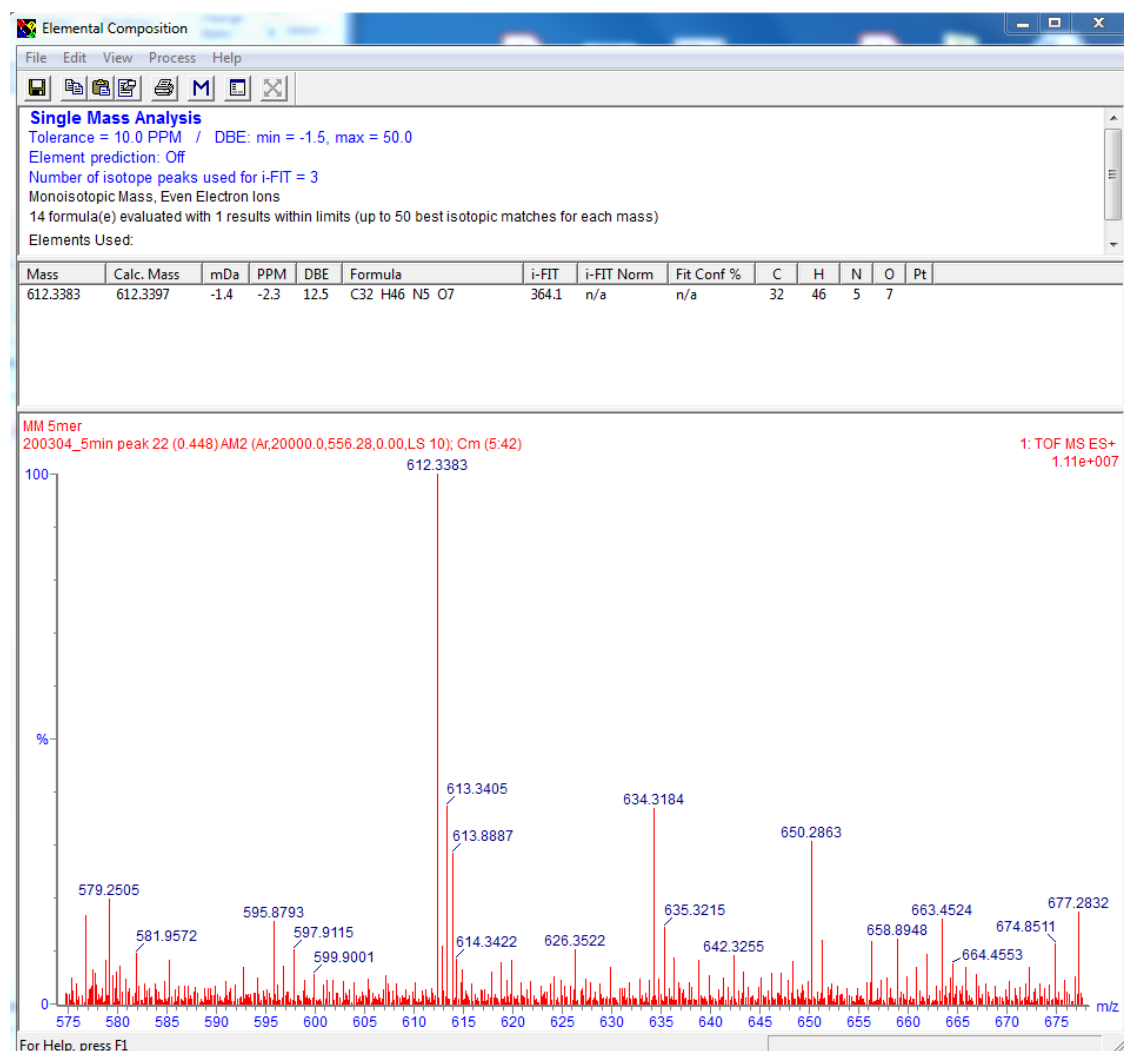 Elemental Composition
File Edit View Process Help
M
Single Mass Analysis
Tolerance = 10.0 PPM / DBE: min = -1.5, max = 50.0
Element prediction: Off
Number of isotope peaks used for i-FIT = 3
Monoisotopic Mass, Even Electron Ions
14 formula(e) evaluated with 1 results within limits (up to 50 best isotopic matches for each mass)
Elements Used:
Mass Calc. Mass mDa PPM DBE Formula i-FIT i-FIT Norm Fit Conf % C H N O Pt
612.3383 612.3397 -1.4 -2.3 12.5 C32 H46 N5 O7 364.1 n/a n/a 32 46 5 7
MM 5mer
200304_5min peak 22 (0.448) AM2 (Ar,20000.0,556.28,0.00,LS 10); Cm (5:42)
1: TOF MS ES+
1.11e+007
612.3383
100
%
0
613.3405
634.3184
613.8887
650.2863
579.2505
595.8793
635.3215
663.4524
677.2832
581.9572
597.9115
614.3422
626.3522
642.3255
658.8948
674.8511
599.9001
664.4553
m/z
575 580 585 590 595 600 605 610 615 620 625 630 635 640 645 650 655 660 665 670 675
For Help, press F1